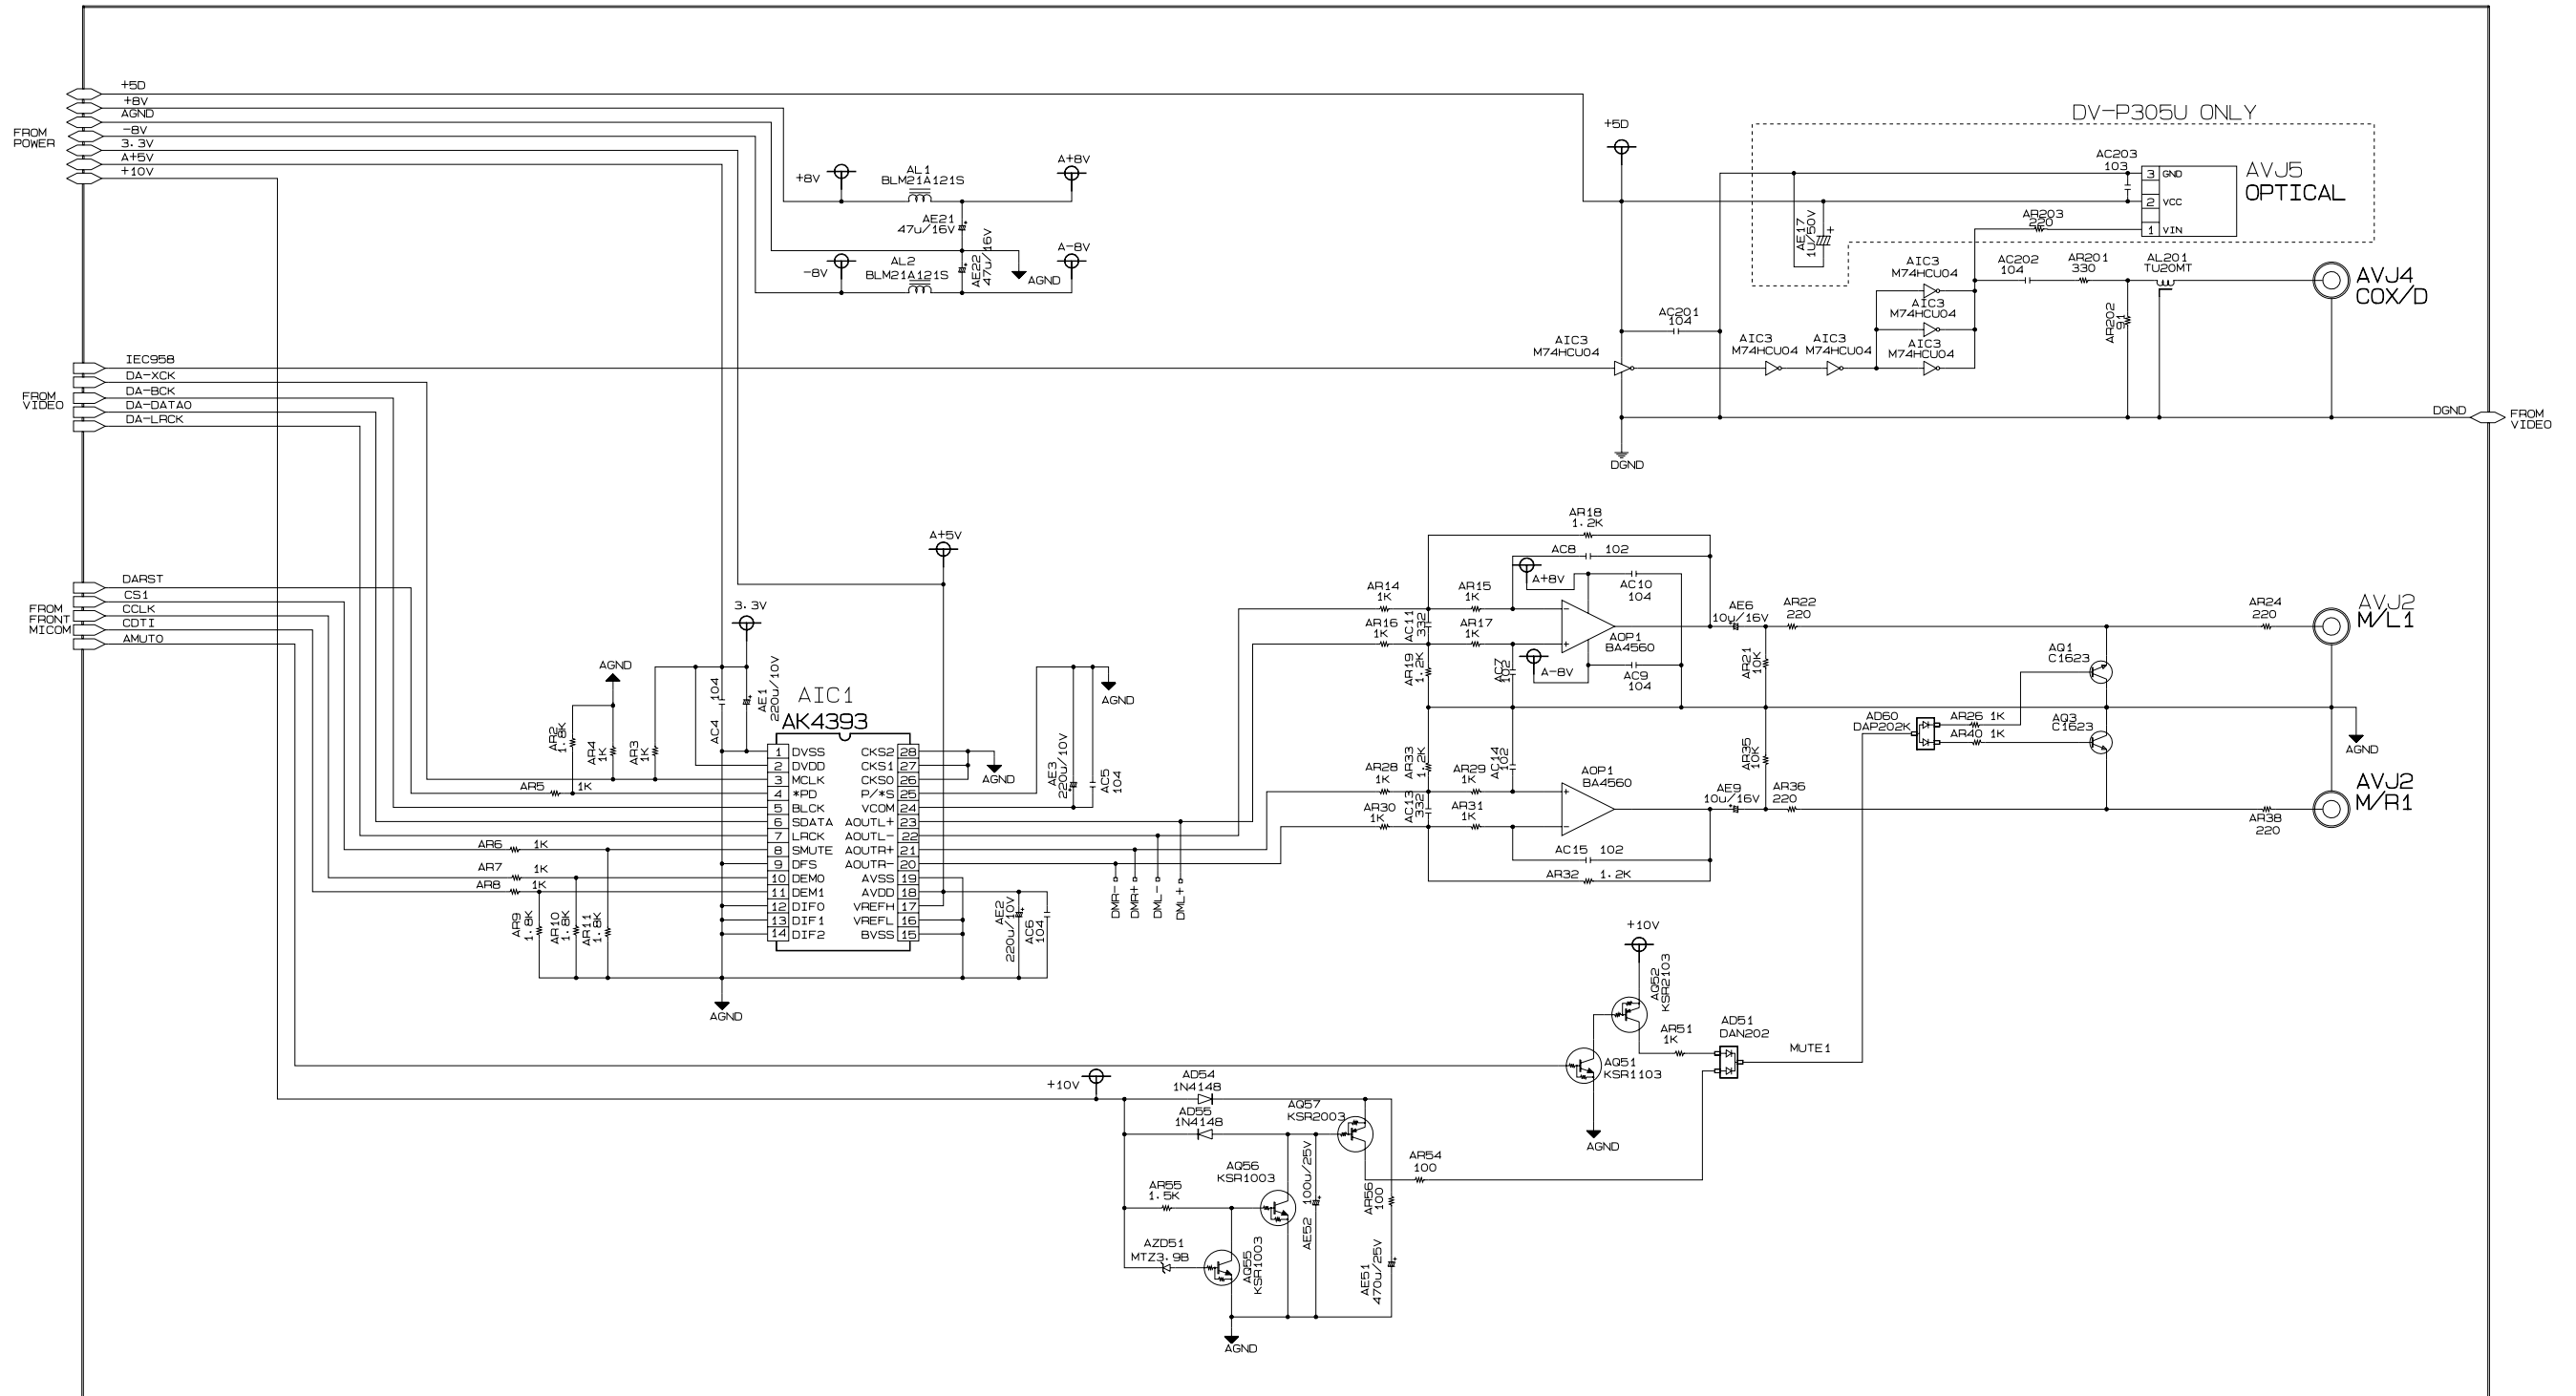 +5D
+8V
AGND
-8V
3.3V
A+5V
+10V
FROM
POWER
+8V
AL1
BLM21A121S
A+8V
AE21
47u/16V
AE22
47u/16V
-8V
AL2
BLM21A121S
A-8V
AGND
+5D
DV-P305U ONLY
AC203
103
3 GND
2 VCC
1 VIN
AVJ5
OPTICAL
AE17
1U/50V
+
AR203
220
AIC3
M74HCU04
AIC3
M74HCU04
AIC3
M74HCU04
AC202
104
AR201
330
AL201
TU20MT
AVJ4
COX/D
AR202
91
AC201
104
AIC3
M74HCU04
AIC3
M74HCU04
AIC3
M74HCU04
DGND
FROM
VIDEO
DGND
FROM
VIDEO
IEC958
DA-XCK
DA-BCK
DA-DATA0
DA-LRCK
FROM
FRONT
MICOM
DARST
CS1
CCLK
CDTI
AMUTO
A+5V
3.3V
AGND
AR2
1.8K
AR4
1K
AR3
1K
AC4
104
AE1
220u/10V
AR5 1K
AR6 1K
AR7 1K
AR8 1K
AR9
1.8K
AR10
1.8K
AR11
1.8K
AIC1
AK4393
1 DVSS
2 DVDD
3 MCLK
4 *PD
5 BLCK
6 SDATA
7 LRCK
8 SMUTE
9 DFS
10 DEM0
11 DEM1
12 DIF0
13 DIF1
14 DIF2
CKS2 28
CKS1 27
CKS0 26
P/*S 25
VCOM 24
AOUTL+ 23
AOUTL- 22
AOUTR+ 21
AOUTR- 20
AVSS 19
AVDD 18
VREFH 17
VREFL 16
BVSS 15
AGND
AGND
AE3
220u/10V
AC5
104
AGND
AE2
220u/10V
AC6
104
DMR-
DMR+
DML-
DML+
AR18
1.2K
AC8 102
A+8V
AC10
104
AR14
1K
AR15
1K
AR16
1K
AR17
1K
AC11
332
AR19
1.2K
AC7
102
-
+
AOP1
BA4560
A-8V
AC9
104
AE6
10u/16V
AR22
220
AR21
10K
AR24
220
AVJ2
M/L1
AQ1
C1623
AD60
DAP202K
AR26 1K
AR40 1K
AQ3
C1623
AGND
AVJ2
M/R1
AR33
1.2K
AC14
102
AR28
1K
AR29
1K
AR30
1K
AC13
332
AR31
1K
+
-
AOP1
BA4560
AR35
10K
AE9
10u/16V
AR36
220
AR38
220
AC15 102
AR32 1.2K
+10V
AQ52
KSR2103
AR51
1K
AD51
DAN202
MUTE1
AQ51
KSR1103
AGND
+10V
AD54
1N4148
AD55
1N4148
AQ57
KSR2003
AR54
100
AQ56
KSR1003
AR55
1.5K
AE52
100u/25V
AR56
100
AZD51
MTZ3.9B
AQ55
KSR1003
AE51
470u/25V
AGND